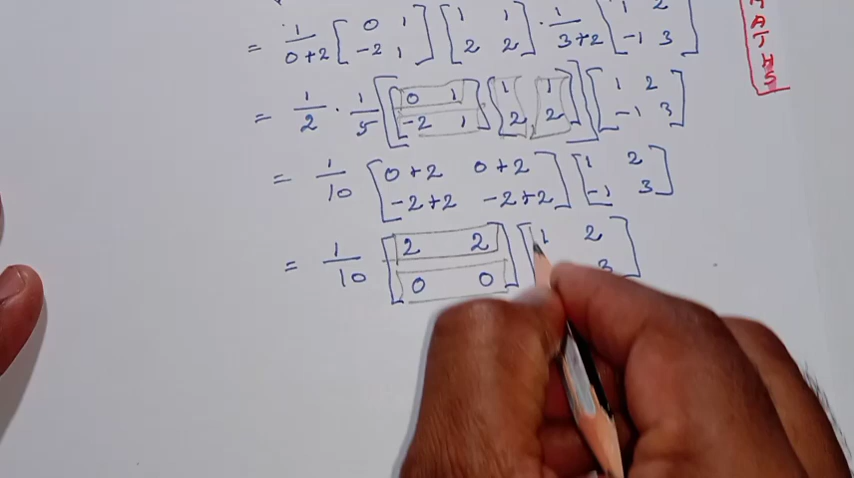 = 1/(0+2) [0 1; -2 1] [1 1; 2 2] · 1/(3+2) [1 2; -1 3]
= 1/2 · 1/5 [[0 1; -2 1] [1 1; 2 2]] [1 2; -1 3]
= 1/10 [0+2 0+2; -2+2 -2+2] [1 2; -1 3]
= 1/10 [2 2; 0 0] [1 2; 3]
MATHS